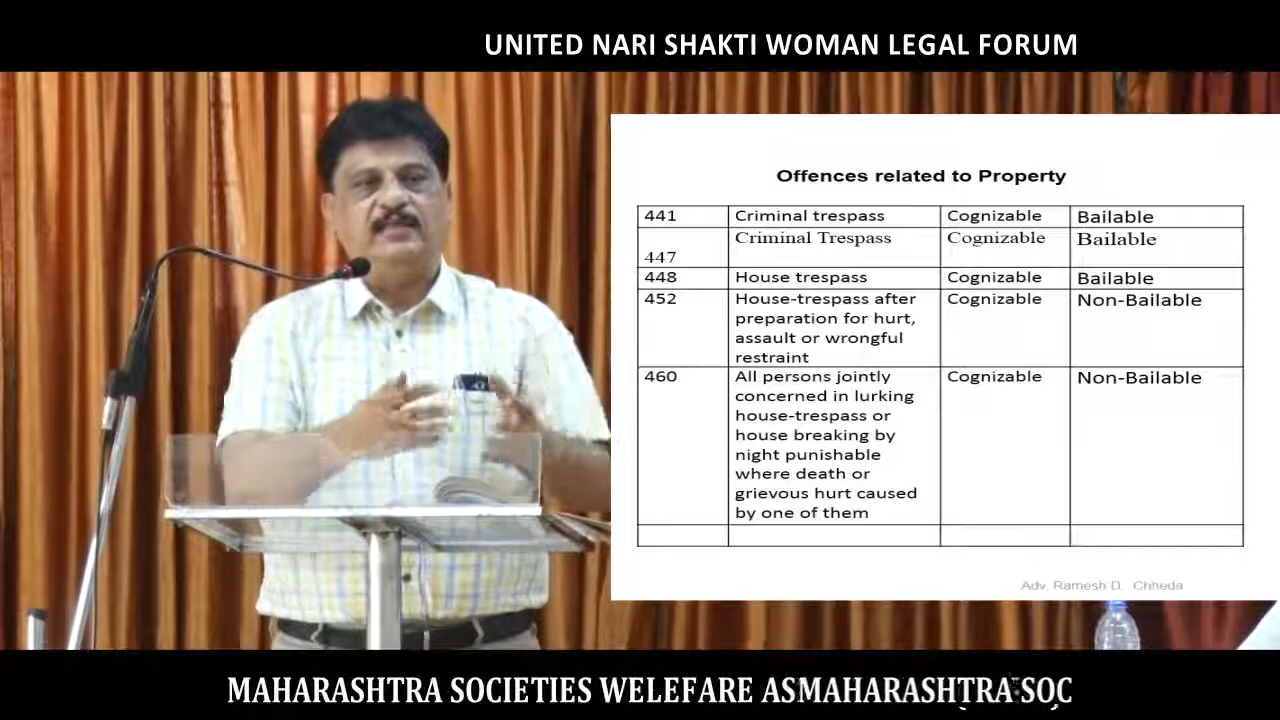 UNITED NARI SHAKTI WOMAN LEGAL FORUM
Offences related to Property
441 Criminal trespass Cognizable Bailable
447 Criminal Trespass Cognizable Bailable
448 House trespass Cognizable Bailable
452 House-trespass after Cognizable Non-Bailable
preparation for hurt,
assault or wrongful
restraint
460 All persons jointly Cognizable Non-Bailable
concerned in lurking
house-trespass or
house breaking by
night punishable
where death or
grievous hurt caused
by one of them
Adv. Ramesh D. Chheda
MAHARASHTRA SOCIETIES WELEFARE ASMAHARASHTRA SOC